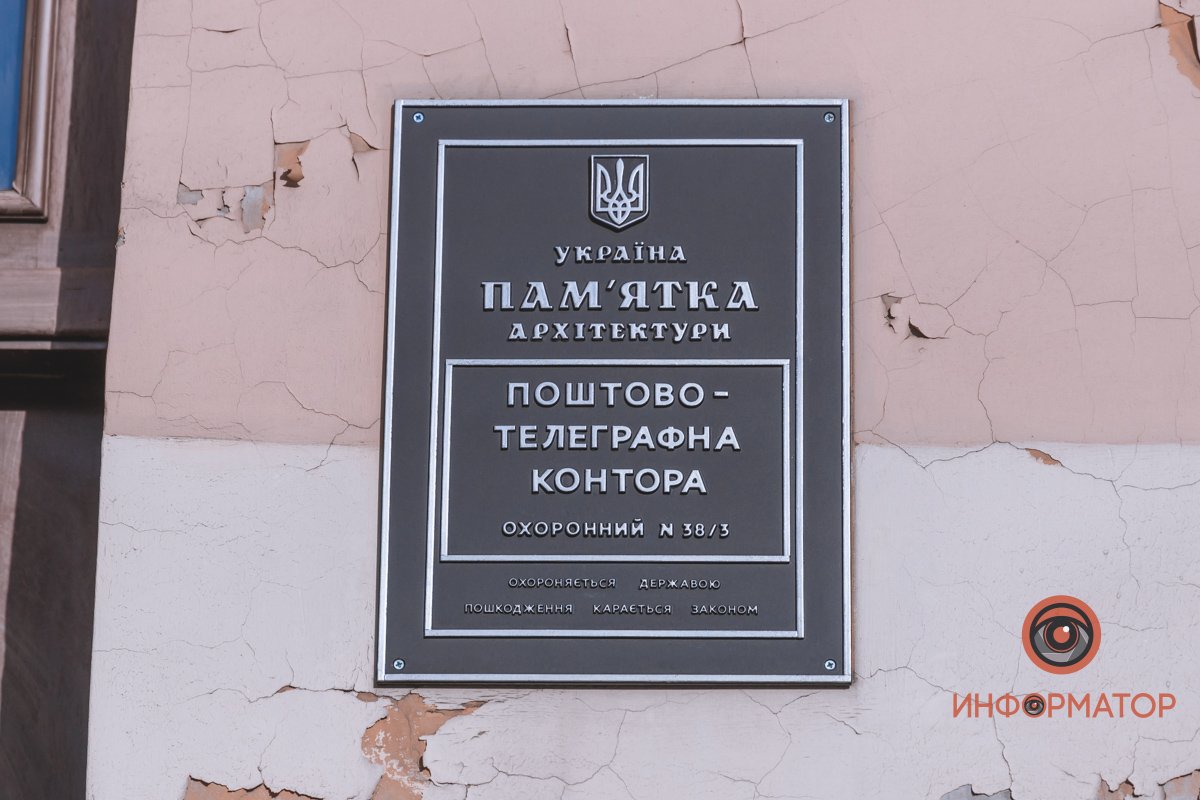 УКРАЇНА
ПАМ'ЯТКА
АРХІТЕКТУРИ
ПОШТОВО-
ТЕЛЕГРАФНА
КОНТОРА
ОХОРОННИЙ N 38/3
ОХОРОНЯЄТЬСЯ ДЕРЖАВОЮ
ПОШКОДЖЕННЯ КАРАЄТЬСЯ ЗАКОНОМ
ИНФОРМАТОР